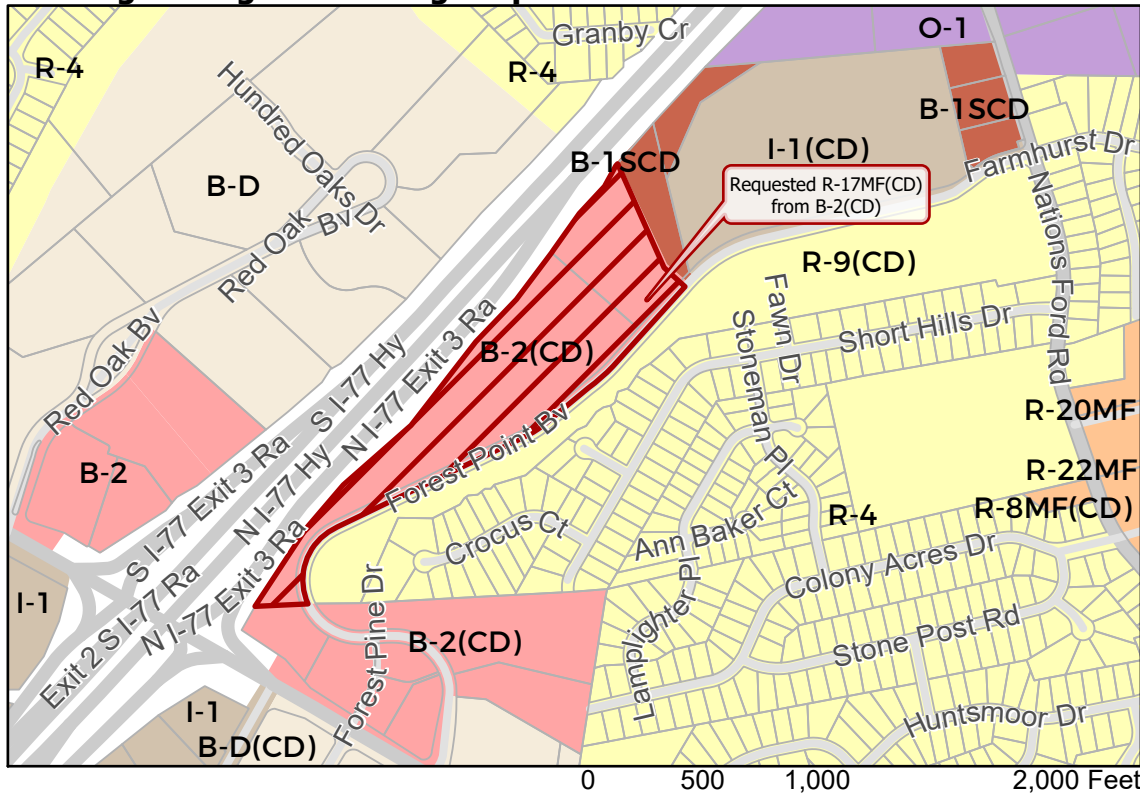 Granby Cr
O-1
R-4
R-4
Hundred Oaks Dr
B-1SCD
B-D
B-1SCD
I-1(CD)
Farmhurst Dr
Requested R-17MF(CD)
from B-2(CD)
Red Oak Bv
Nations Ford Rd
R-9(CD)
Fawn Dr
Stoneman Pl
Short Hills Dr
Red Oak Bv
S I-77 Hy
N I-77 Exit 3 Ra
B-2(CD)
R-20MF
Forest Point Bv
S I-77 Exit 3 Ra
N I-77 Hy
B-2
R-22MF
R-8MF(CD)
Crocus Ct
Ann Baker Ct
R-4
Colony Acres Dr
N I-77 Exit 3 Ra
I-1
Exit 2 S I-77 Ra
Forest Pine Dr
B-2(CD)
Lamplighter Pl
Stone Post Rd
I-1
B-D(CD)
Huntsmoor Dr
0 500 1,000 2,000 Feet